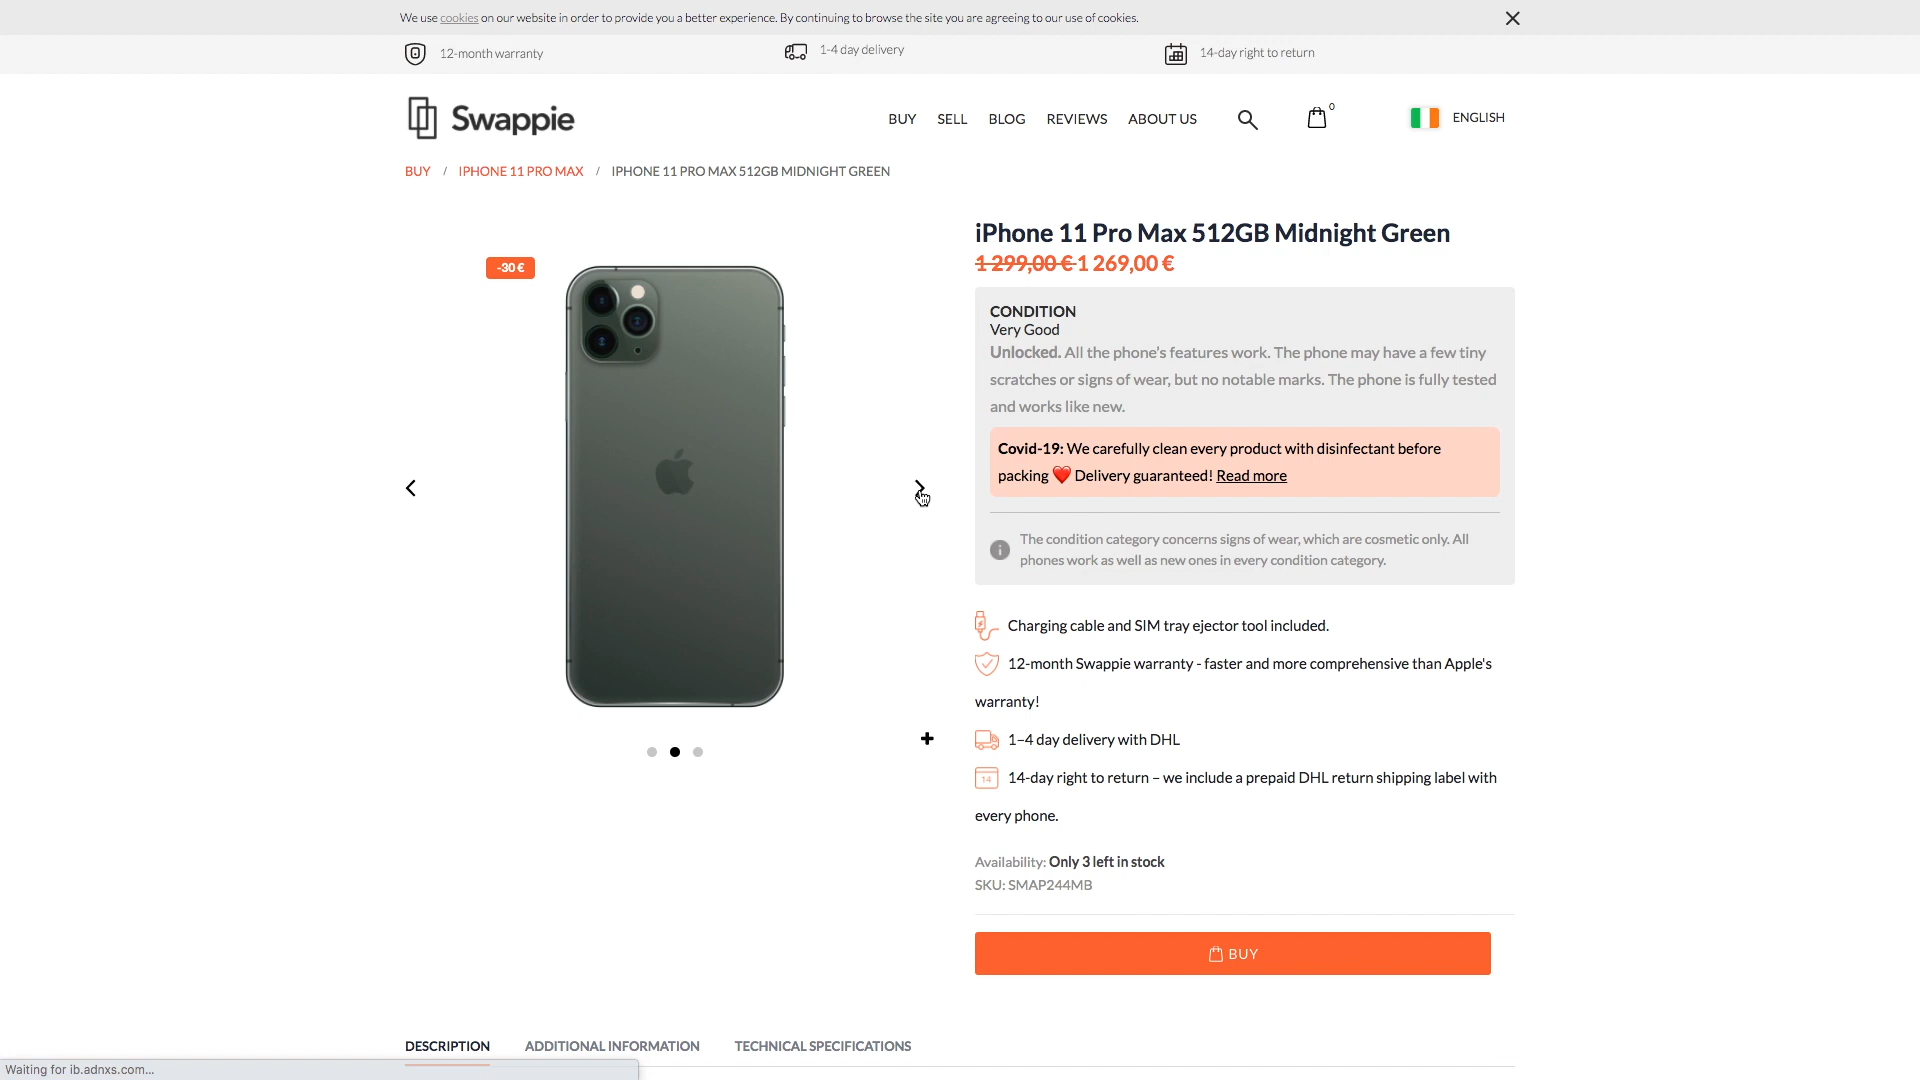 We use cookies on our website in order to provide you a better experience. By continuing to browse the site you are agreeing to our use of cookies.
12-month warranty
1-4 day delivery
14-day right to return
Swappie
BUY SELL BLOG REVIEWS ABOUT US
0
ENGLISH
BUY / IPHONE 11 PRO MAX / IPHONE 11 PRO MAX 512GB MIDNIGHT GREEN
iPhone 11 Pro Max 512GB Midnight Green
1 299,00 € 1 269,00 €
-30 €
CONDITION
Very Good
Unlocked. All the phone's features work. The phone may have a few tiny
scratches or signs of wear, but no notable marks. The phone is fully tested
and works like new.
Covid-19: We carefully clean every product with disinfectant before
packing ❤️ Delivery guaranteed! Read more
The condition category concerns signs of wear, which are cosmetic only. All
phones work as well as new ones in every condition category.
Charging cable and SIM tray ejector tool included.
12-month Swappie warranty - faster and more comprehensive than Apple's
warranty!
1–4 day delivery with DHL
14
14-day right to return – we include a prepaid DHL return shipping label with
every phone.
Availability: Only 3 left in stock
SKU: SMAP244MB
BUY
DESCRIPTION ADDITIONAL INFORMATION TECHNICAL SPECIFICATIONS
Waiting for ib.adnxs.com...